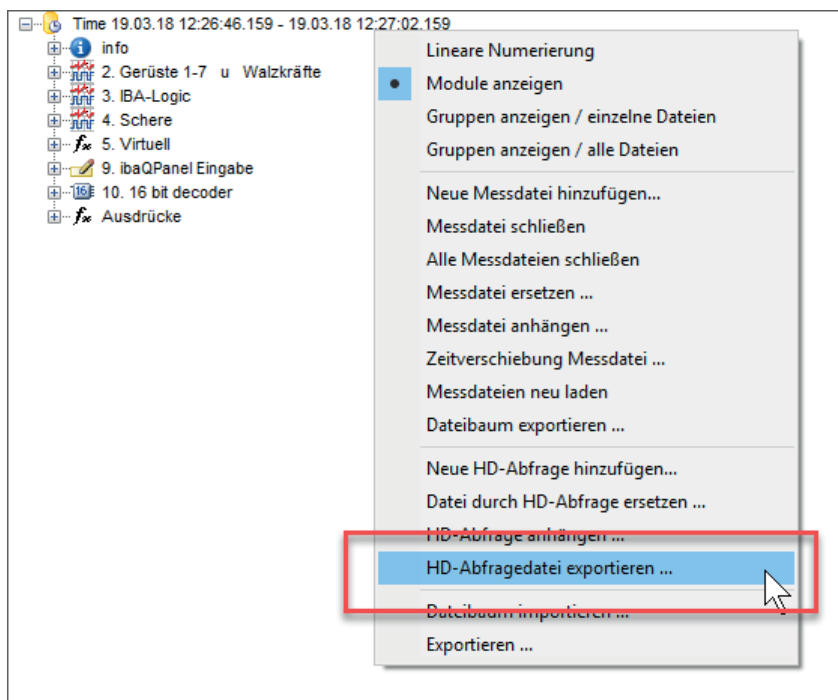 Time 19.03.18 12:26:46.159 - 19.03.18 12:27:02.159
info
2. Gerüste 1-7 u Walzkräfte
3. IBA-Logic
4. Schere
5. Virtuell
9. ibaQPanel Eingabe
10. 16 bit decoder
Ausdrücke
Lineare Numerierung
Module anzeigen
Gruppen anzeigen / einzelne Dateien
Gruppen anzeigen / alle Dateien
Neue Messdatei hinzufügen...
Messdatei schließen
Alle Messdateien schließen
Messdatei ersetzen ...
Messdatei anhängen ...
Zeitverschiebung Messdatei ...
Messdateien neu laden
Dateibaum exportieren ...
Neue HD-Abfrage hinzufügen...
Datei durch HD-Abfrage ersetzen ...
HD-Abfrage anhängen ...
HD-Abfragedatei exportieren ...
Dateibaum importieren ...
Exportieren ...